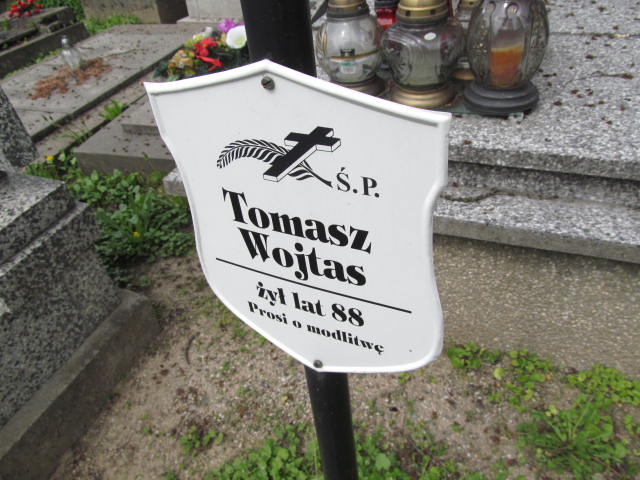 Ś.P.
Tomasz
Wojtas
żył lat 88
Prosi o modlitwę